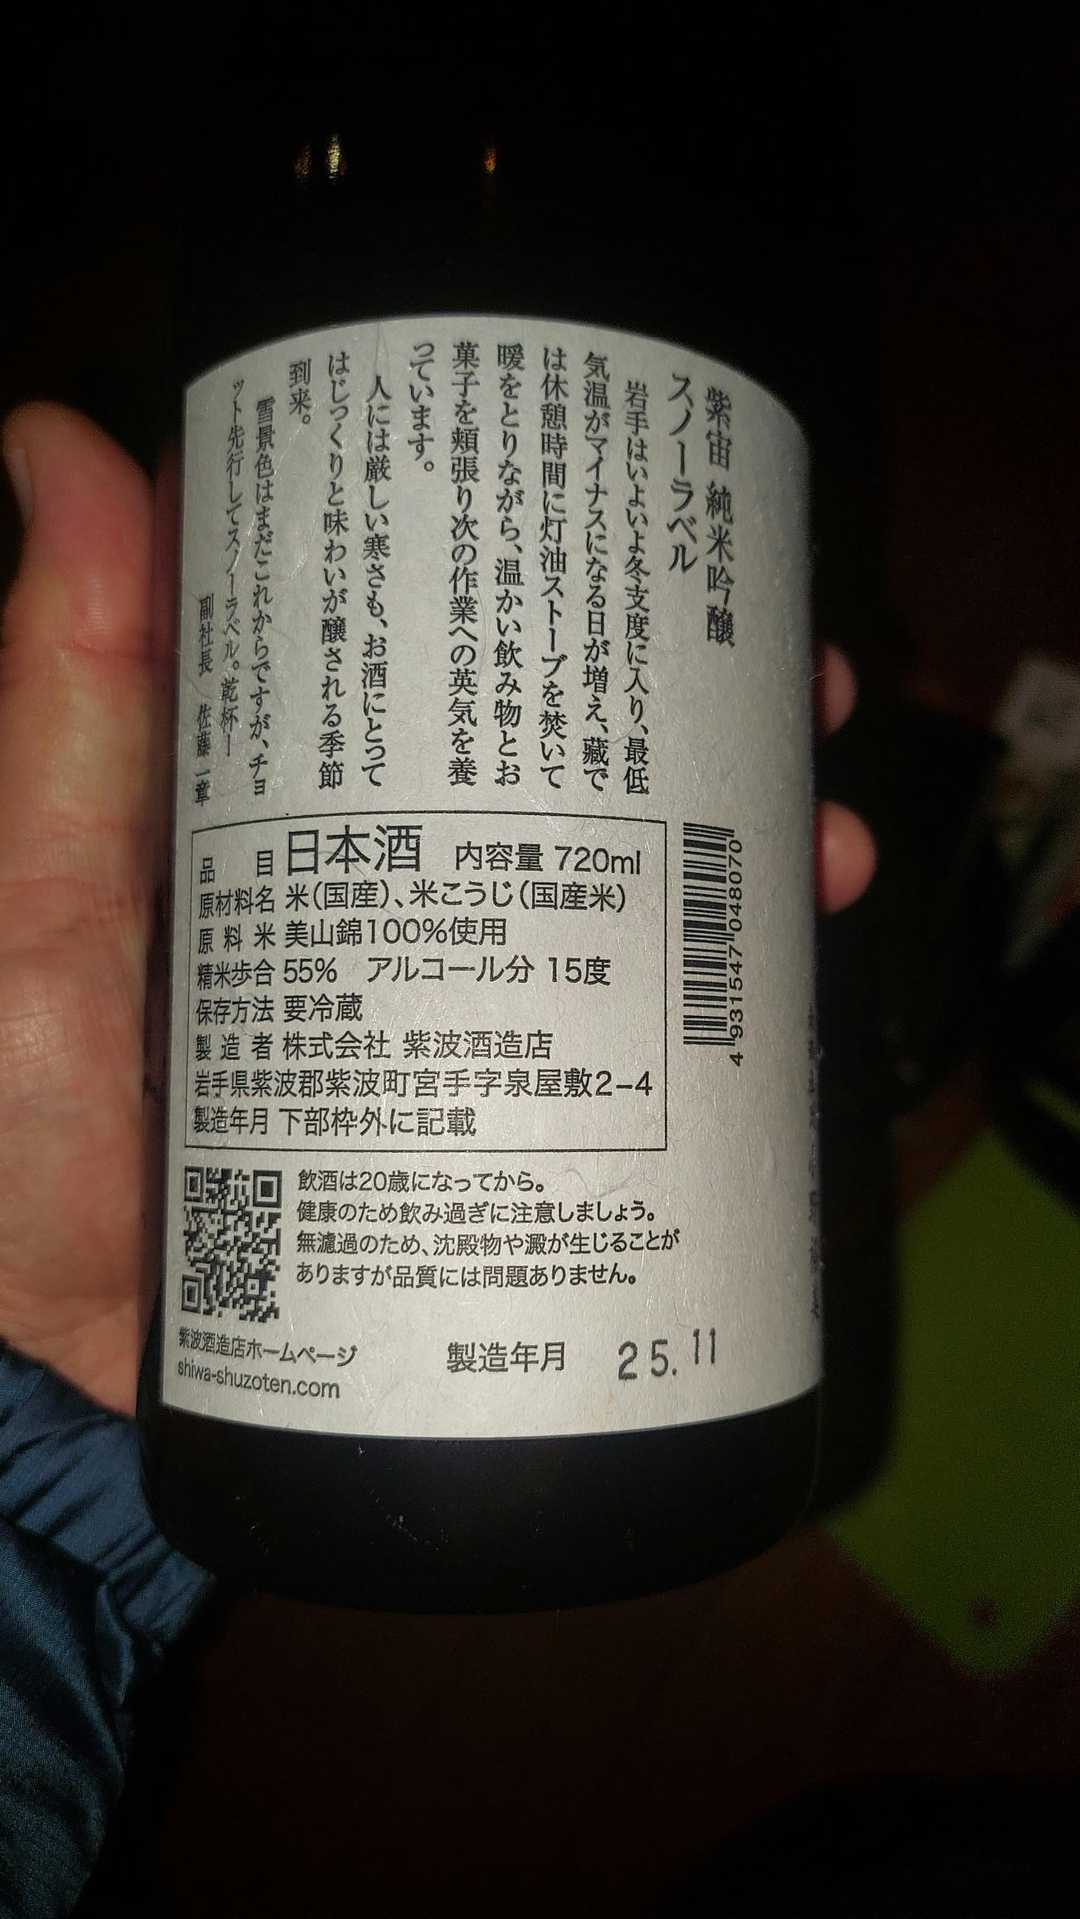 紫宙 純米吟醸
スノーラベル
岩手はいよいよ冬支度に入り、最低
気温がマイナスになる日が増え、蔵で
は休憩時間に灯油ストーブを焚いて
暖をとりながら、温かい飲み物とお
菓子を頬張り次の作業への英気を養
っています。
人には厳しい寒さも、お酒にとって
はじっくりと味わいが醸される季節
到来。
雪景色はまだこれからですが、チョ
ット先行してスノーラベル。乾杯！
副社長 佐藤一章
品目 日本酒 内容量 720ml
原材料名 米(国産)、米こうじ(国産米)
原料米 美山錦100%使用
精米歩合 55% アルコール分 15度
保存方法 要冷蔵
製造者 株式会社 紫波酒造店
岩手県紫波郡紫波町宮手字泉屋敷2-4
製造年月 下部枠外に記載
4 931547 048070
飲酒は20歳になってから。
健康のため飲み過ぎに注意しましょう。
無濾過のため、沈殿物や澱が生じることが
ありますが品質には問題ありません。
紫波酒造店ホームページ
shiwa-shuzoten.com
製造年月 25.11